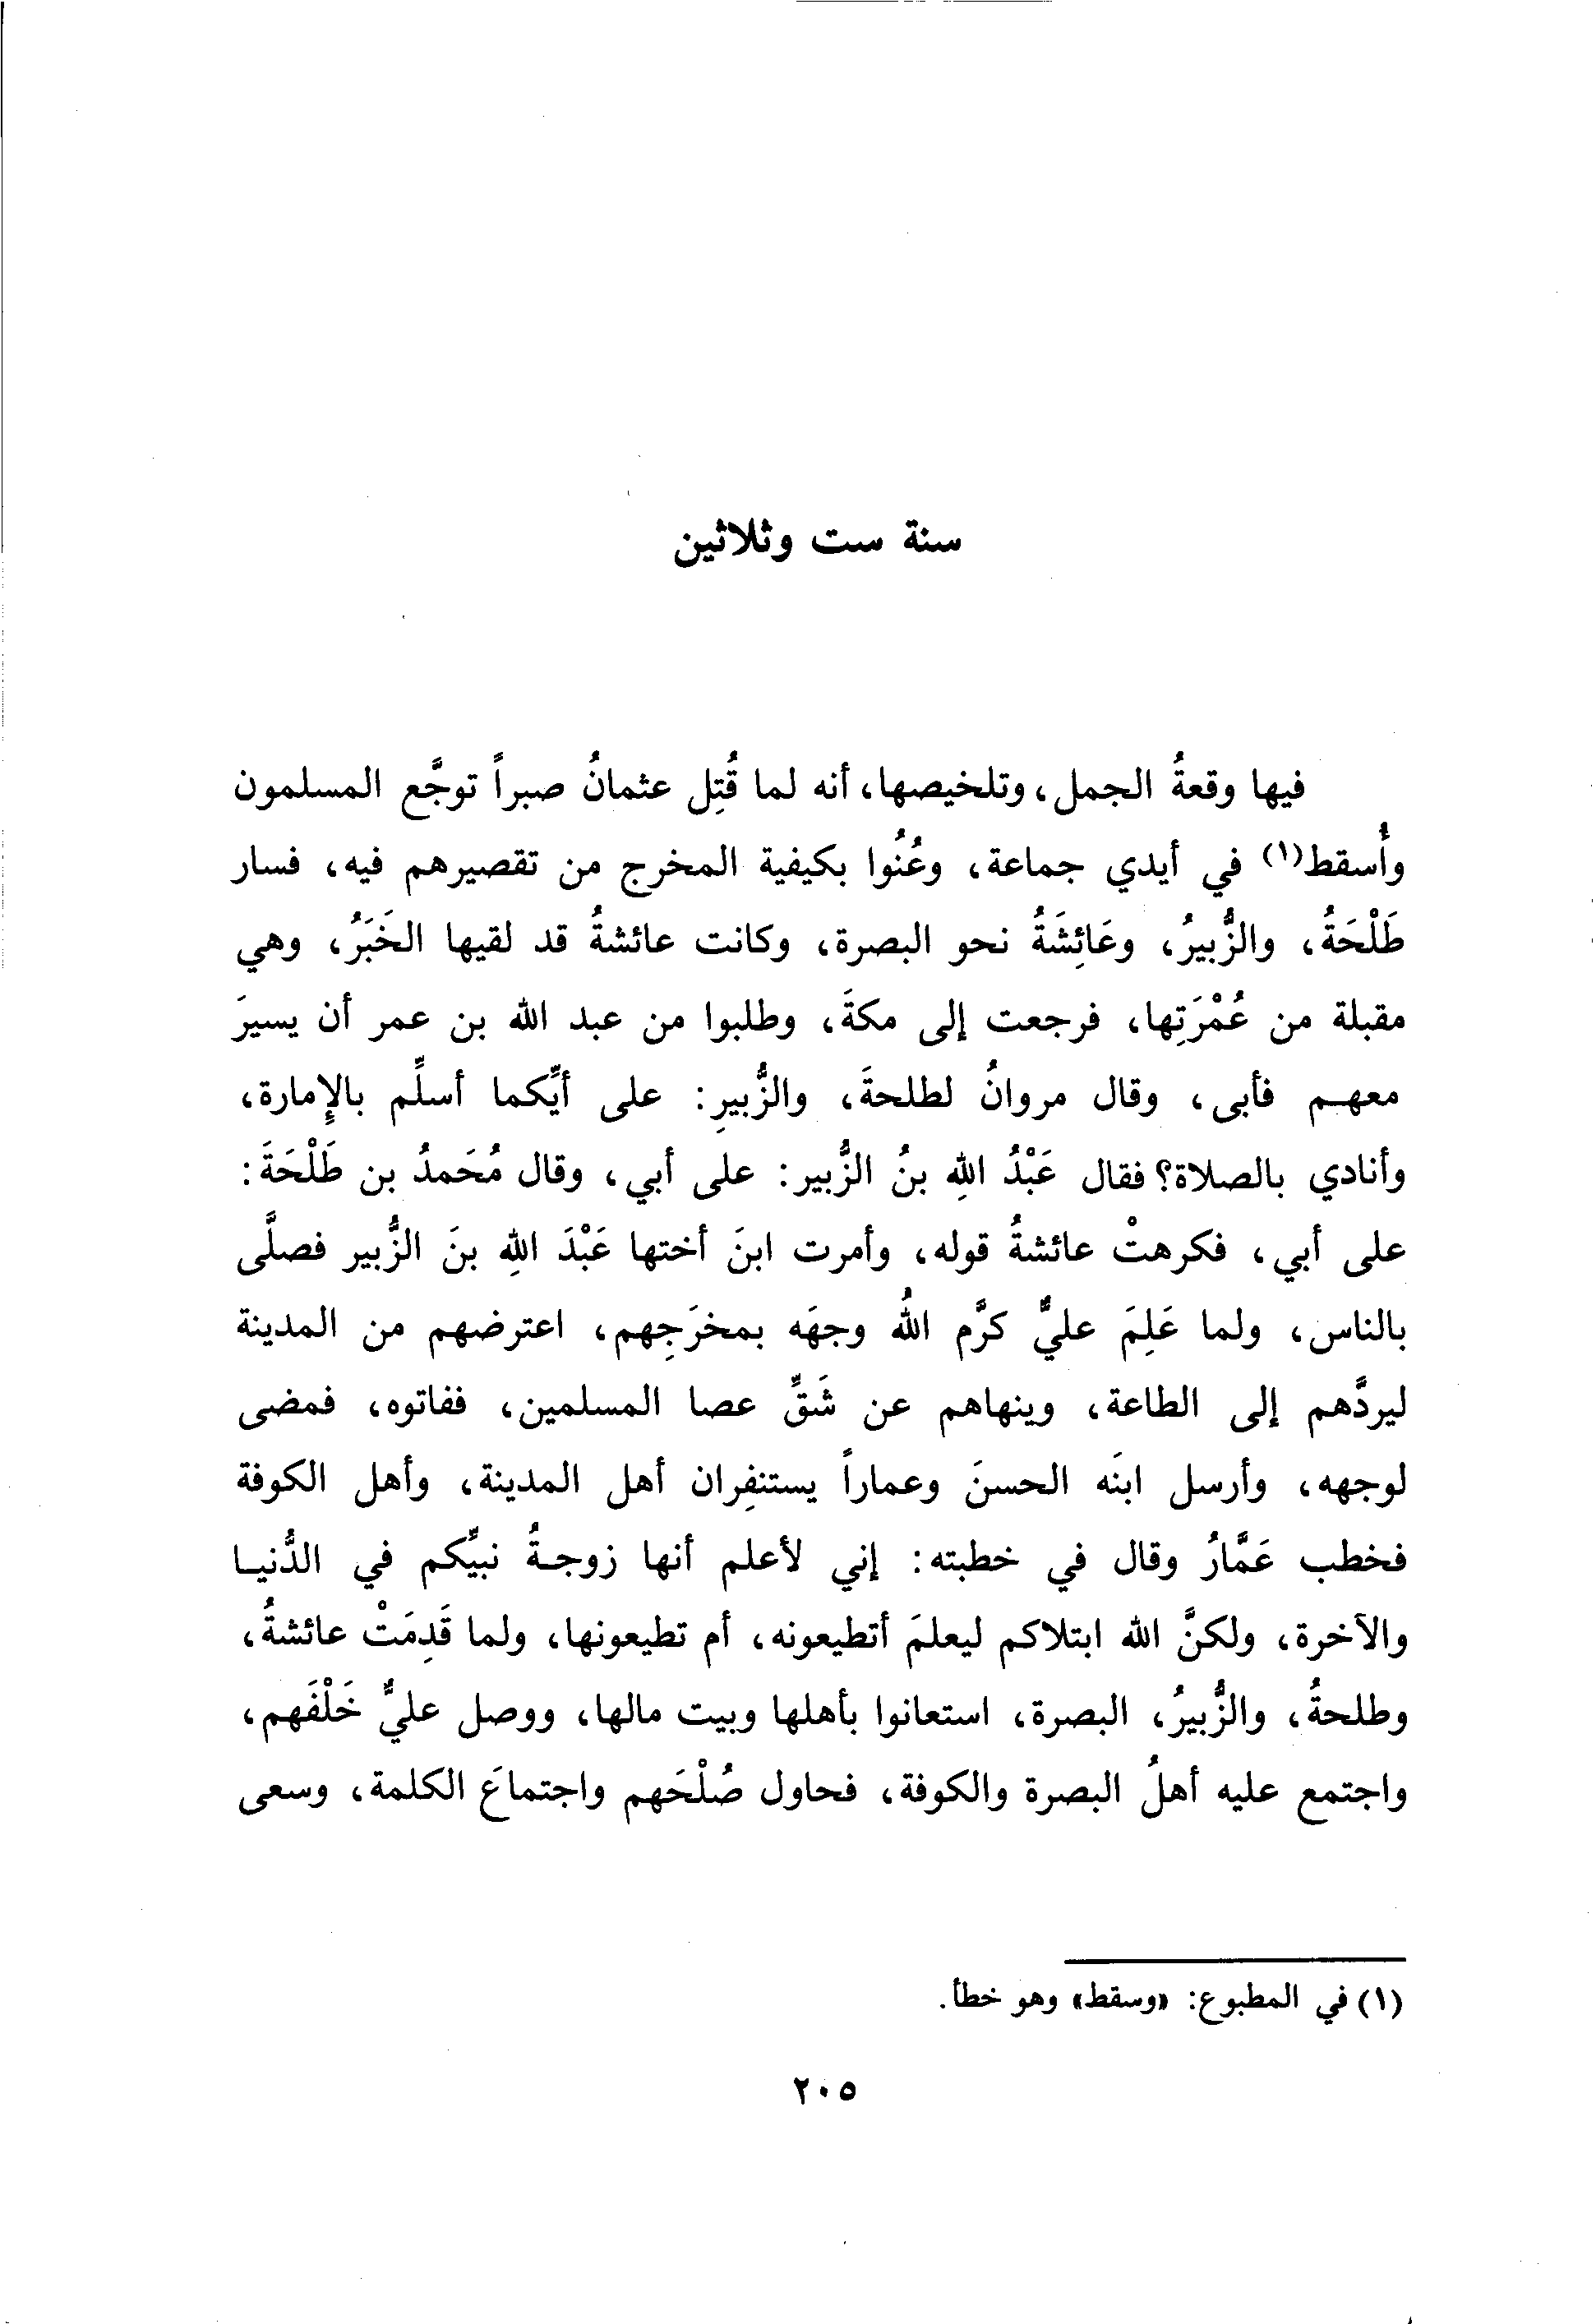 سنة ست وثلاثين
فيها وقعةُ الجمل، وتلخيصها، أنه لما قُتِل عثمانُ صبراً توجَّع المسلمون
وأُسقط(١) في أيدي جماعة، وعُنُوا بكيفية المخرج من تقصيرهم فيه، فسار
طَلْحَةُ، والزُّبيرُ، وعَائِشَةُ نحو البصرة، وكانت عائشةُ قد لقيها الخَبَرُ، وهي
مقبلة من عُمْرَتِها، فرجعت إلى مكةَ، وطلبوا من عبد الله بن عمر أن يسيرَ
معهم فأبى، وقال مروانُ لطلحةَ، والزُّبيرِ: على أيِّكما أسلِّم بالإِمارة،
وأنادي بالصلاة؟ فقال عَبْدُ اللهِ بنُ الزُّبير: على أبي، وقال مُحَمدُ بن طَلْحَةَ:
على أبي، فكرهتْ عائشةُ قوله، وأمرت ابنَ أختها عَبْدَ اللهِ بنَ الزُّبير فصلَّى
بالناس، ولما عَلِمَ عليٌّ كرَّم اللهُ وجهَه بمخرَجِهم، اعترضهم من المدينة
ليردَّهم إلى الطاعة، وينهاهم عن شَقِّ عصا المسلمين، ففاتوه، فمضى
لوجهه، وأرسل ابنَه الحسنَ وعماراً يستنفِران أهل المدينة، وأهل الكوفة
فخطب عَمَّارُ وقال في خطبته: إني لأعلم أنها زوجةُ نبيِّكم في الدُّنيا
والآخرة، ولكنَّ الله ابتلاكم ليعلمَ أتطيعونه، أم تطيعونها، ولما قَدِمَتْ عائشةُ،
وطلحةُ، والزُّبيرُ، البصرة، استعانوا بأهلها وبيت مالها، ووصل عليٌّ خَلْفَهم،
واجتمع عليه أهلُ البصرة والكوفة، فحاول صُلْحَهم واجتماعَ الكلمة، وسعى
(١) في المطبوع: «وسقط» وهو خطأ.
٢٠٥